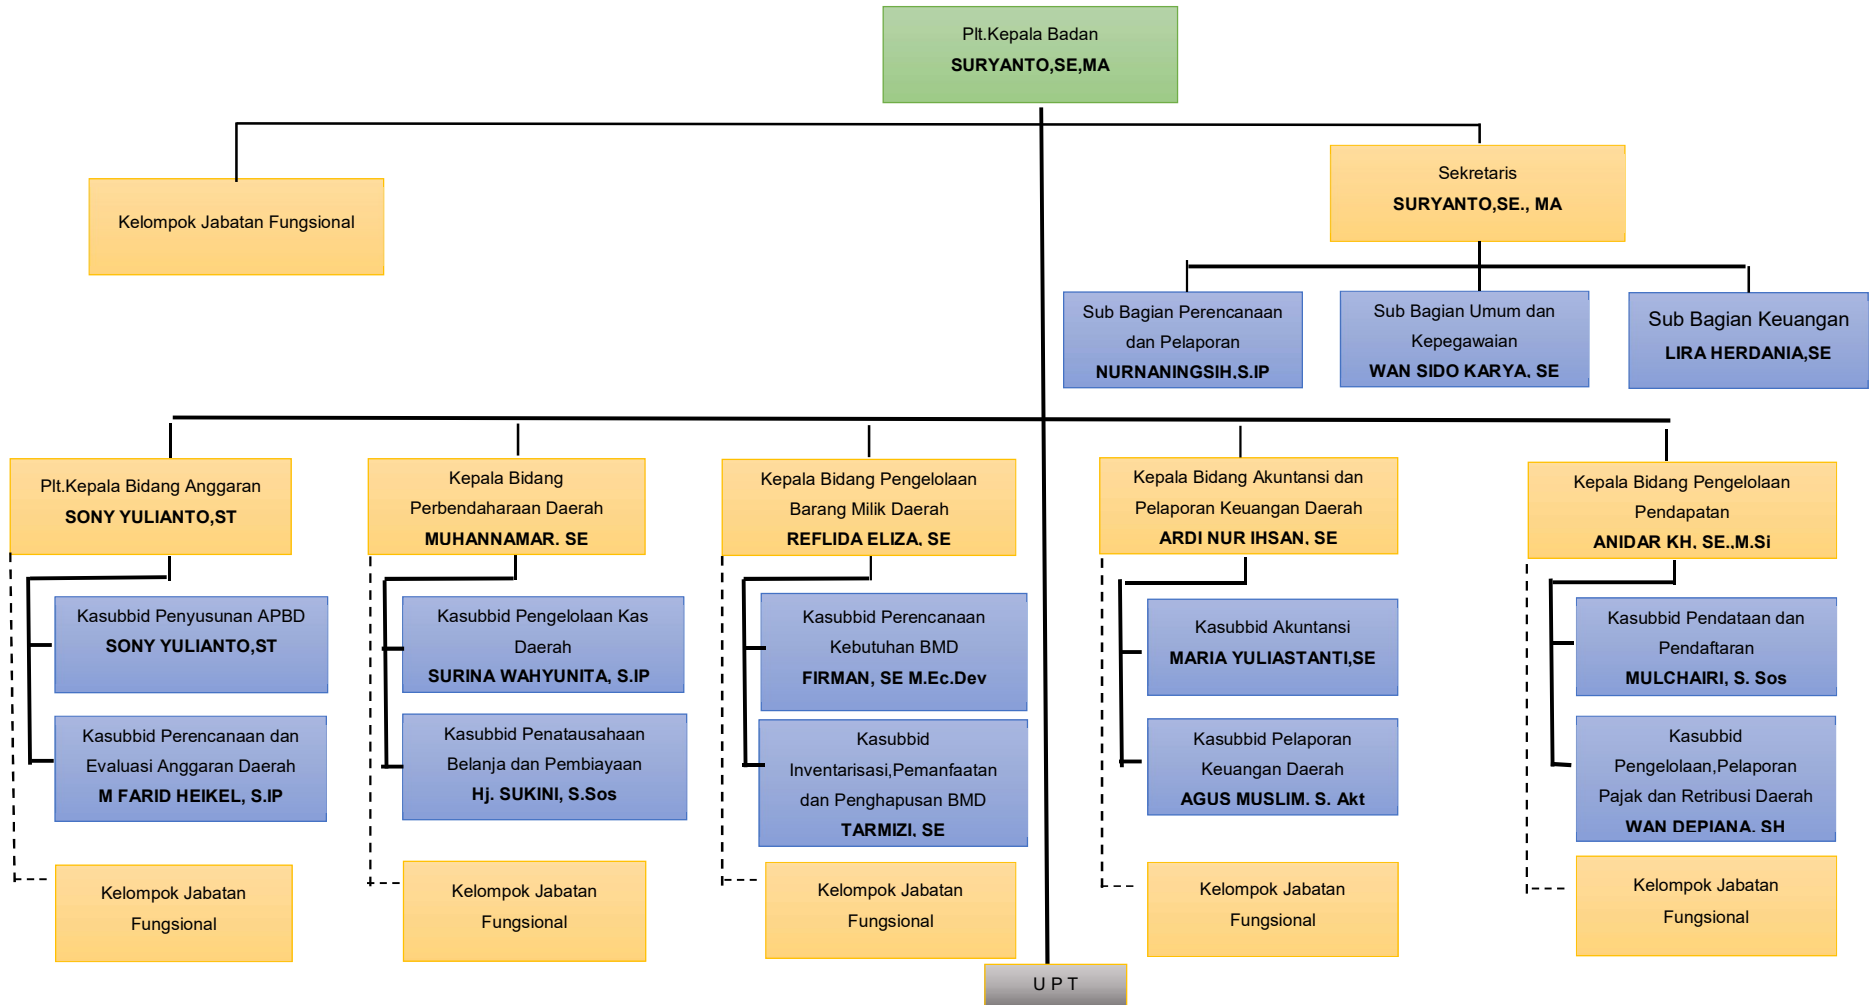 Plt.Kepala Badan
SURYANTO,SE,MA
Kelompok Jabatan Fungsional
Sekretaris
SURYANTO,SE., MA
Sub Bagian Perencanaan
dan Pelaporan
NURNANINGSIH,S.IP
Sub Bagian Umum dan
Kepegawaian
WAN SIDO KARYA, SE
Sub Bagian Keuangan
LIRA HERDANIA,SE
Plt.Kepala Bidang Anggaran
SONY YULIANTO,ST
Kepala Bidang
Perbendaharaan Daerah
MUHANNAMAR. SE
Kepala Bidang Pengelolaan
Barang Milik Daerah
REFLIDA ELIZA, SE
Kepala Bidang Akuntansi dan
Pelaporan Keuangan Daerah
ARDI NUR IHSAN, SE
Kepala Bidang Pengelolaan
Pendapatan
ANIDAR KH, SE.,M.Si
Kasubbid Penyusunan APBD
SONY YULIANTO,ST
Kasubbid Pengelolaan Kas
Daerah
SURINA WAHYUNITA, S.IP
Kasubbid Perencanaan
Kebutuhan BMD
FIRMAN, SE M.Ec.Dev
Kasubbid Akuntansi
MARIA YULIASTANTI,SE
Kasubbid Pendataan dan
Pendaftaran
MULCHAIRI, S. Sos
Kasubbid Perencanaan dan
Evaluasi Anggaran Daerah
M FARID HEIKEL, S.IP
Kasubbid Penatausahaan
Belanja dan Pembiayaan
Hj. SUKINI, S.Sos
Kasubbid
Inventarisasi,Pemanfaatan
dan Penghapusan BMD
TARMIZI, SE
Kasubbid Pelaporan
Keuangan Daerah
AGUS MUSLIM. S. Akt
Kasubbid
Pengelolaan,Pelaporan
Pajak dan Retribusi Daerah
WAN DEPIANA, SH
Kelompok Jabatan
Fungsional
Kelompok Jabatan
Fungsional
Kelompok Jabatan
Fungsional
Kelompok Jabatan
Fungsional
Kelompok Jabatan
Fungsional
U P T